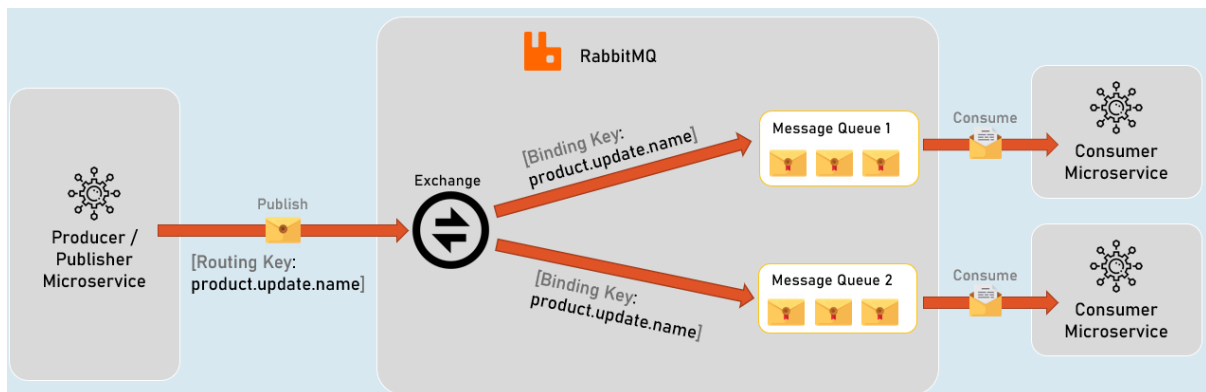 RabbitMQ
Producer /
Publisher
Microservice
Publish
[Routing Key:
product.update.name]
Exchange
[Binding Key:
product.update.name]
[Binding Key:
product.update.name]
Message Queue 1
Message Queue 2
Consume
Consumer
Microservice
Consume
Consumer
Microservice